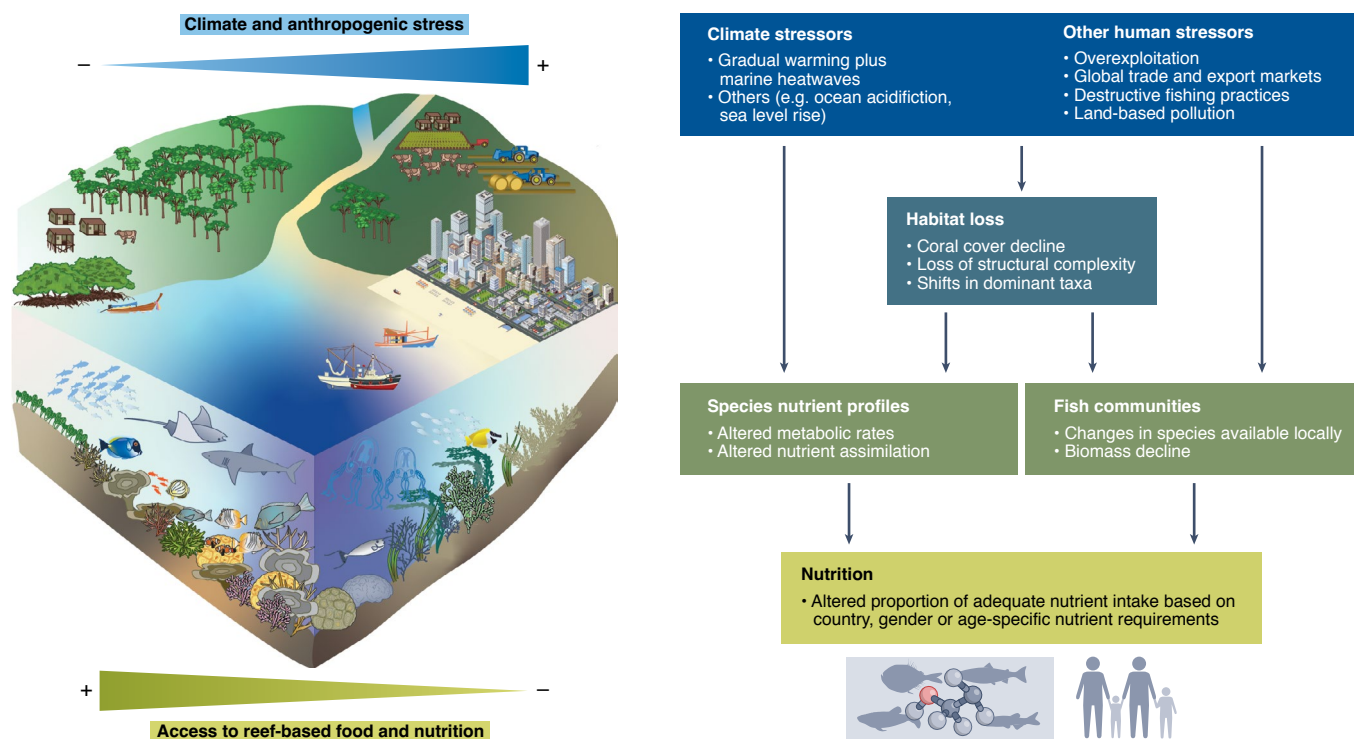 Climate and anthropogenic stress
− +
+ −
Access to reef-based food and nutrition
Climate stressors
• Gradual warming plus
marine heatwaves
• Others (e.g. ocean acidifiction,
sea level rise)
Other human stressors
• Overexploitation
• Global trade and export markets
• Destructive fishing practices
• Land-based pollution
Habitat loss
• Coral cover decline
• Loss of structural complexity
• Shifts in dominant taxa
Species nutrient profiles
• Altered metabolic rates
• Altered nutrient assimilation
Fish communities
• Changes in species available locally
• Biomass decline
Nutrition
• Altered proportion of adequate nutrient intake based on
country, gender or age-specific nutrient requirements